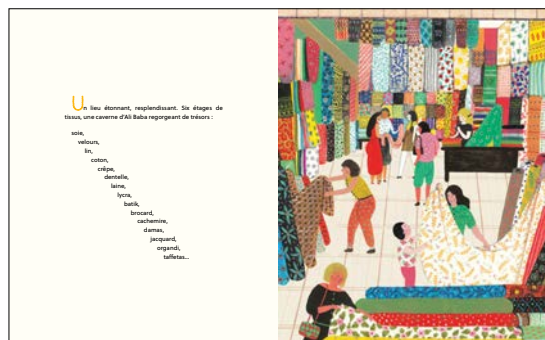 Un lieu étonnant, resplendissant. Six étages de
tissus, une caverne d'Ali Baba regorgeant de trésors :
soie,
velours,
lin,
coton,
crêpe,
dentelle,
laine,
lycra,
batik,
brocard,
cachemire,
damas,
jacquard,
organdi,
taffetas...